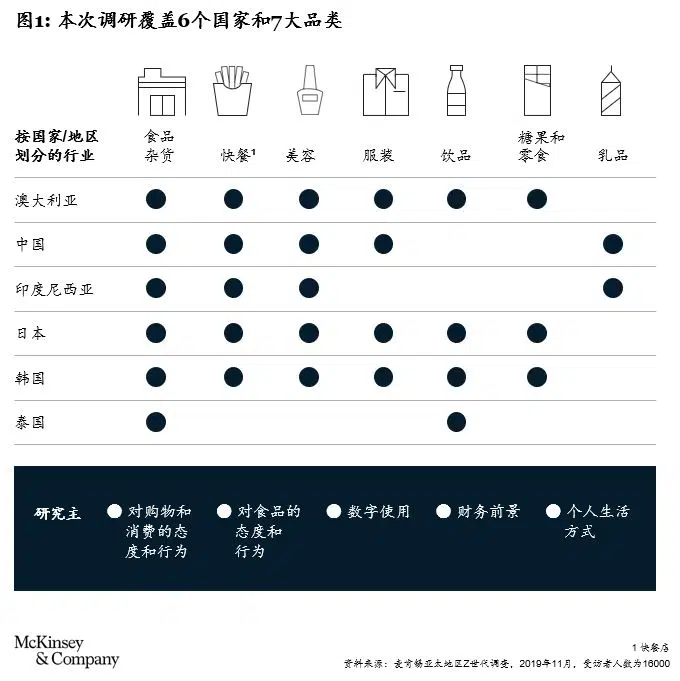 图1: 本次调研覆盖6个国家和7大品类
按国家/地区
划分的行业
食品
杂货
快餐¹
美容
服装
饮品
糖果和
零食
乳品
澳大利亚
中国
印度尼西亚
日本
韩国
泰国
研究主
对购物和
消费的态
度和行为
对食品的
态度和
行为
数字使用
财务前景
个人生活
方式
McKinsey
& Company
1 快餐店
资料来源：麦肯锡亚太地区Z世代调查，2019年11月，受访者人数为16000